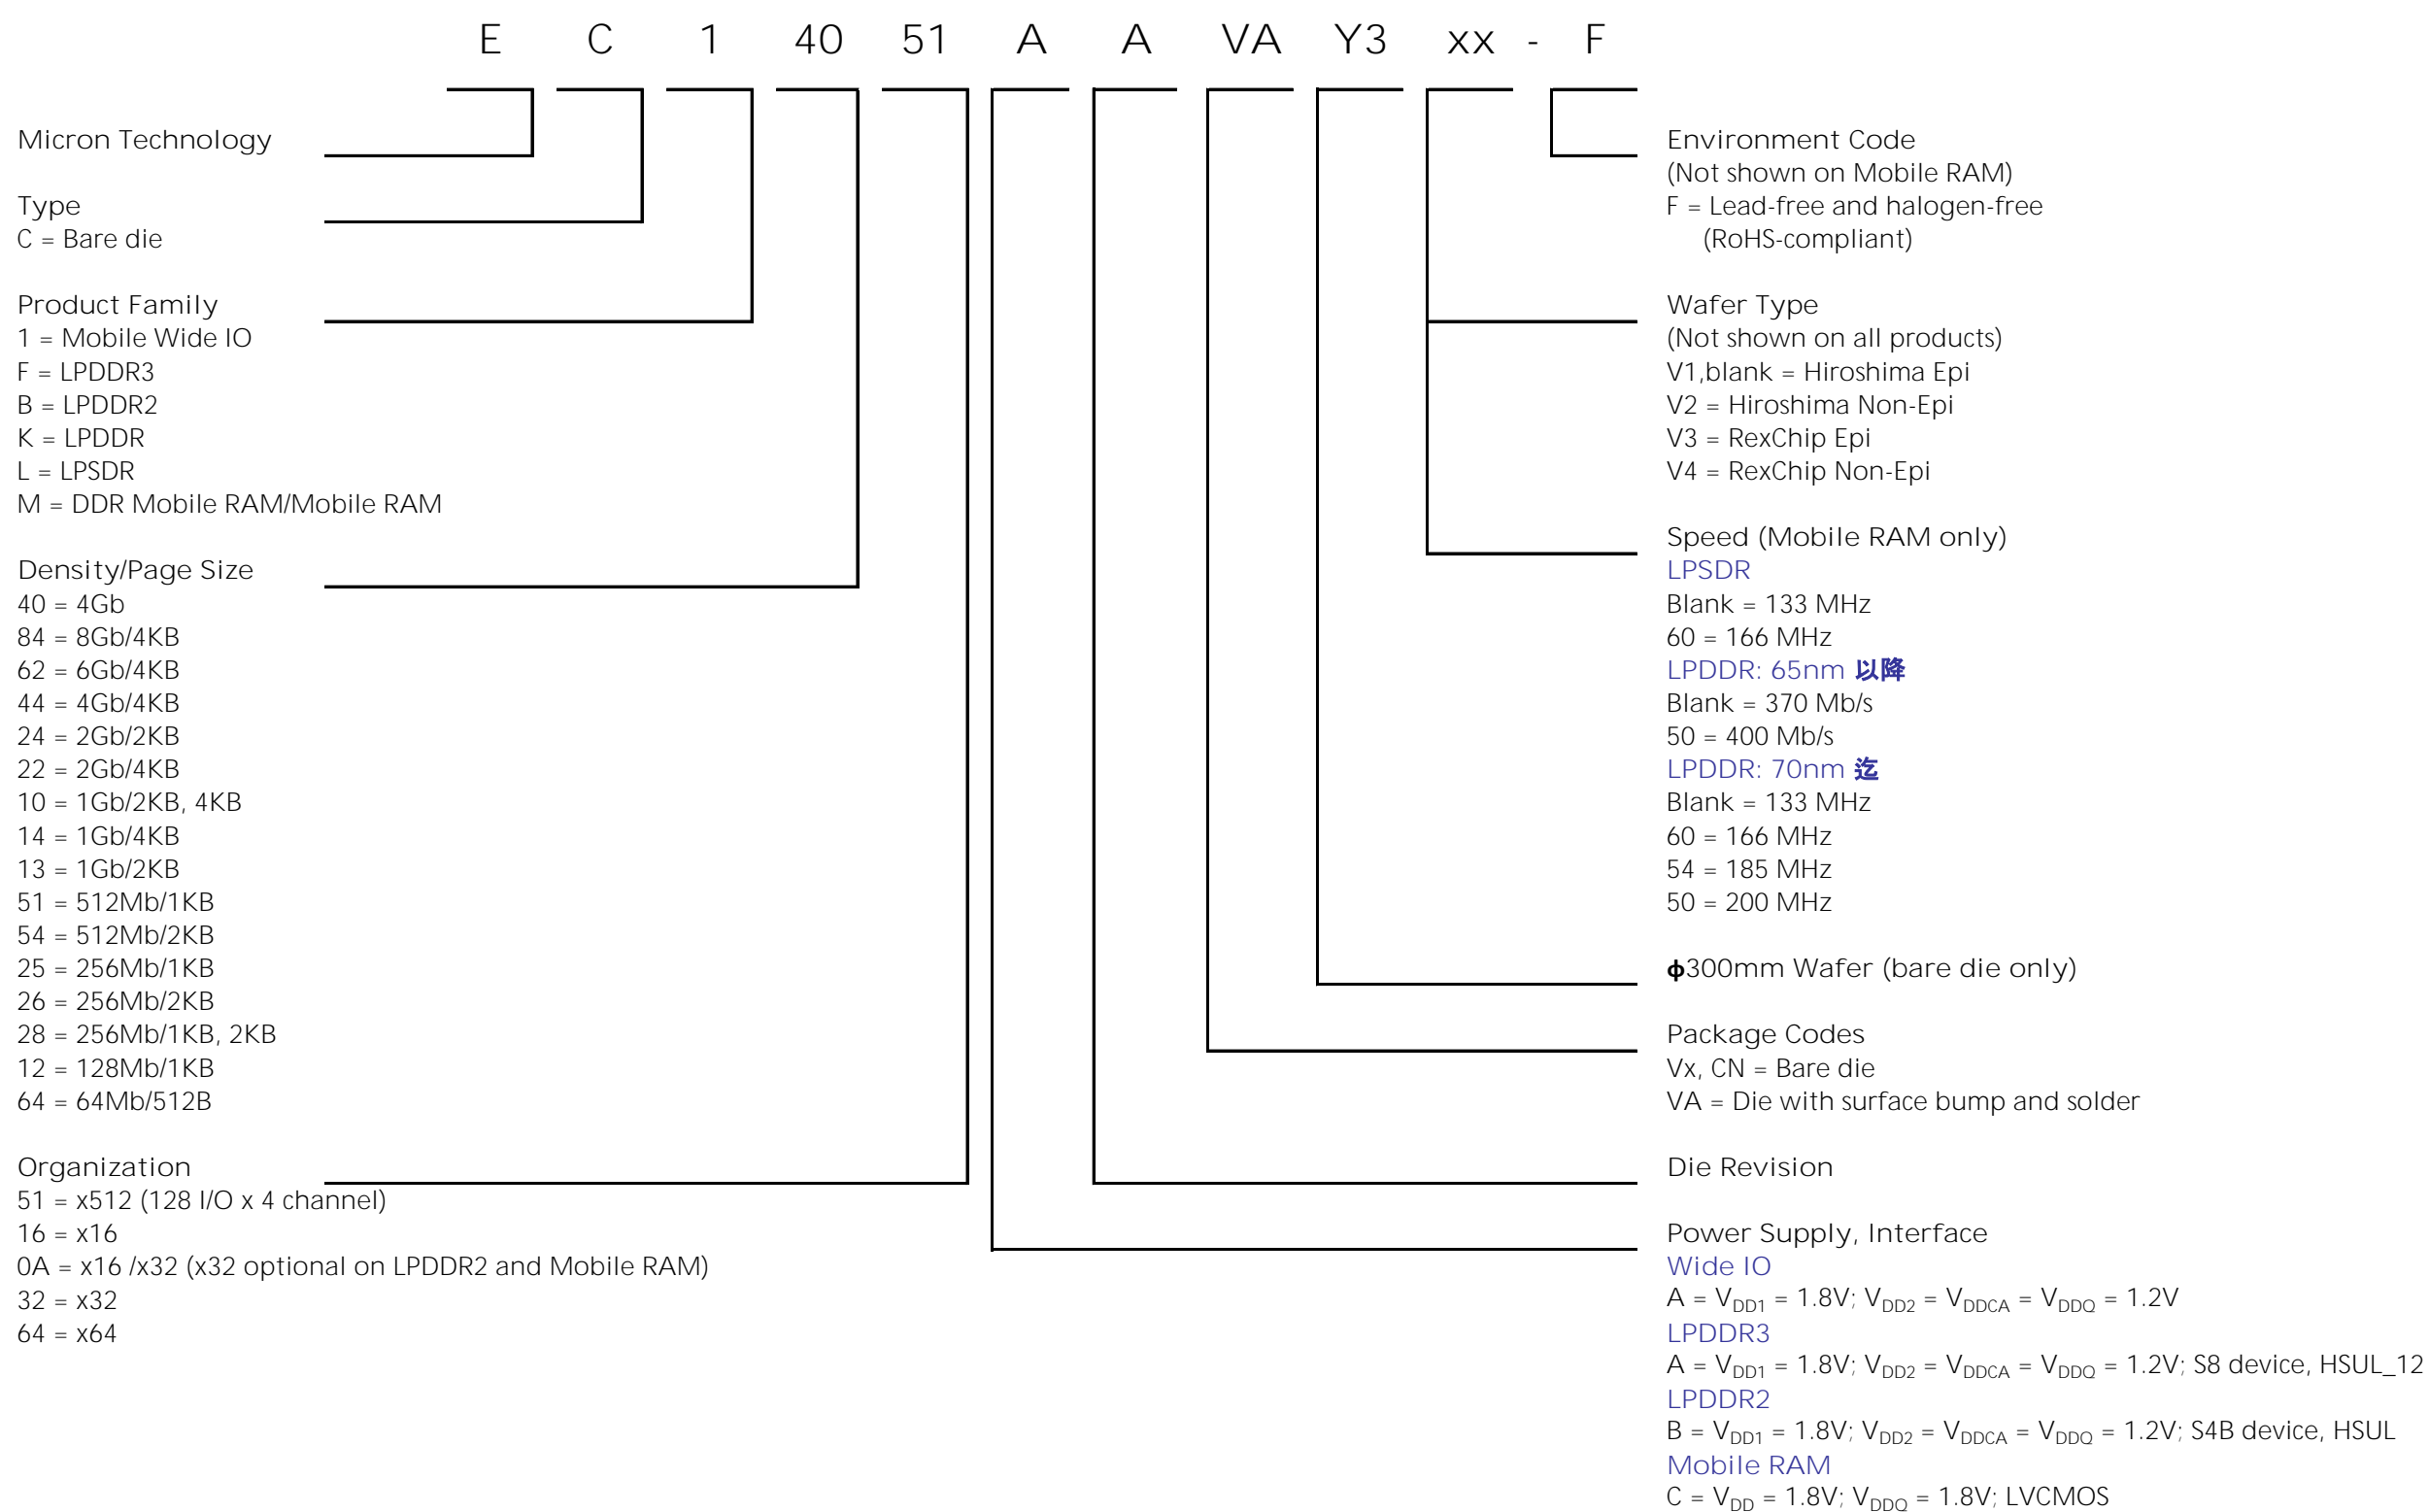 E C 1 40 51 A A VA Y3 xx - F
Micron Technology
Type
C = Bare die
Product Family
1 = Mobile Wide IO
F = LPDDR3
B = LPDDR2
K = LPDDR
L = LPSDR
M = DDR Mobile RAM/Mobile RAM
Density/Page Size
40 = 4Gb
84 = 8Gb/4KB
62 = 6Gb/4KB
44 = 4Gb/4KB
24 = 2Gb/2KB
22 = 2Gb/4KB
10 = 1Gb/2KB, 4KB
14 = 1Gb/4KB
13 = 1Gb/2KB
51 = 512Mb/1KB
54 = 512Mb/2KB
25 = 256Mb/1KB
26 = 256Mb/2KB
28 = 256Mb/1KB, 2KB
12 = 128Mb/1KB
64 = 64Mb/512B
Organization
51 = x512 (128 I/O x 4 channel)
16 = x16
0A = x16 /x32 (x32 optional on LPDDR2 and Mobile RAM)
32 = x32
64 = x64
Environment Code
(Not shown on Mobile RAM)
F = Lead-free and halogen-free
(RoHS-compliant)
Wafer Type
(Not shown on all products)
V1,blank = Hiroshima Epi
V2 = Hiroshima Non-Epi
V3 = RexChip Epi
V4 = RexChip Non-Epi
Speed (Mobile RAM only)
LPSDR
Blank = 133 MHz
60 = 166 MHz
LPDDR: 65nm 以降
Blank = 370 Mb/s
50 = 400 Mb/s
LPDDR: 70nm 迄
Blank = 133 MHz
60 = 166 MHz
54 = 185 MHz
50 = 200 MHz
ϕ300mm Wafer (bare die only)
Package Codes
Vx, CN = Bare die
VA = Die with surface bump and solder
Die Revision
Power Supply, Interface
Wide IO
A = VDD1 = 1.8V; VDD2 = VDDCA = VDDQ = 1.2V
LPDDR3
A = VDD1 = 1.8V; VDD2 = VDDCA = VDDQ = 1.2V; S8 device, HSUL_12
LPDDR2
B = VDD1 = 1.8V; VDD2 = VDDCA = VDDQ = 1.2V; S4B device, HSUL
Mobile RAM
C = VDD = 1.8V; VDDQ = 1.8V; LVCMOS